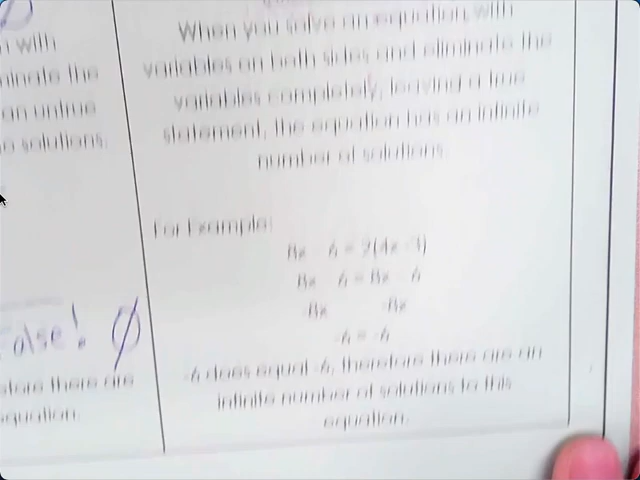 When you solve an equation with
n with
variables on both sides and eliminate the
minate the
variables completely, leaving a true
an untrue
statement, the equation has an infinite
o solutions.
number of solutions.
For Example:
8x - 6 = 2(4x - 3)
8x - 6 = 8x - 6
-8x -8x
-6 = -6
False! Ø
-6 does equal -6, therefore there are an
efore there are
infinite number of solutions to this
equation.
equation.